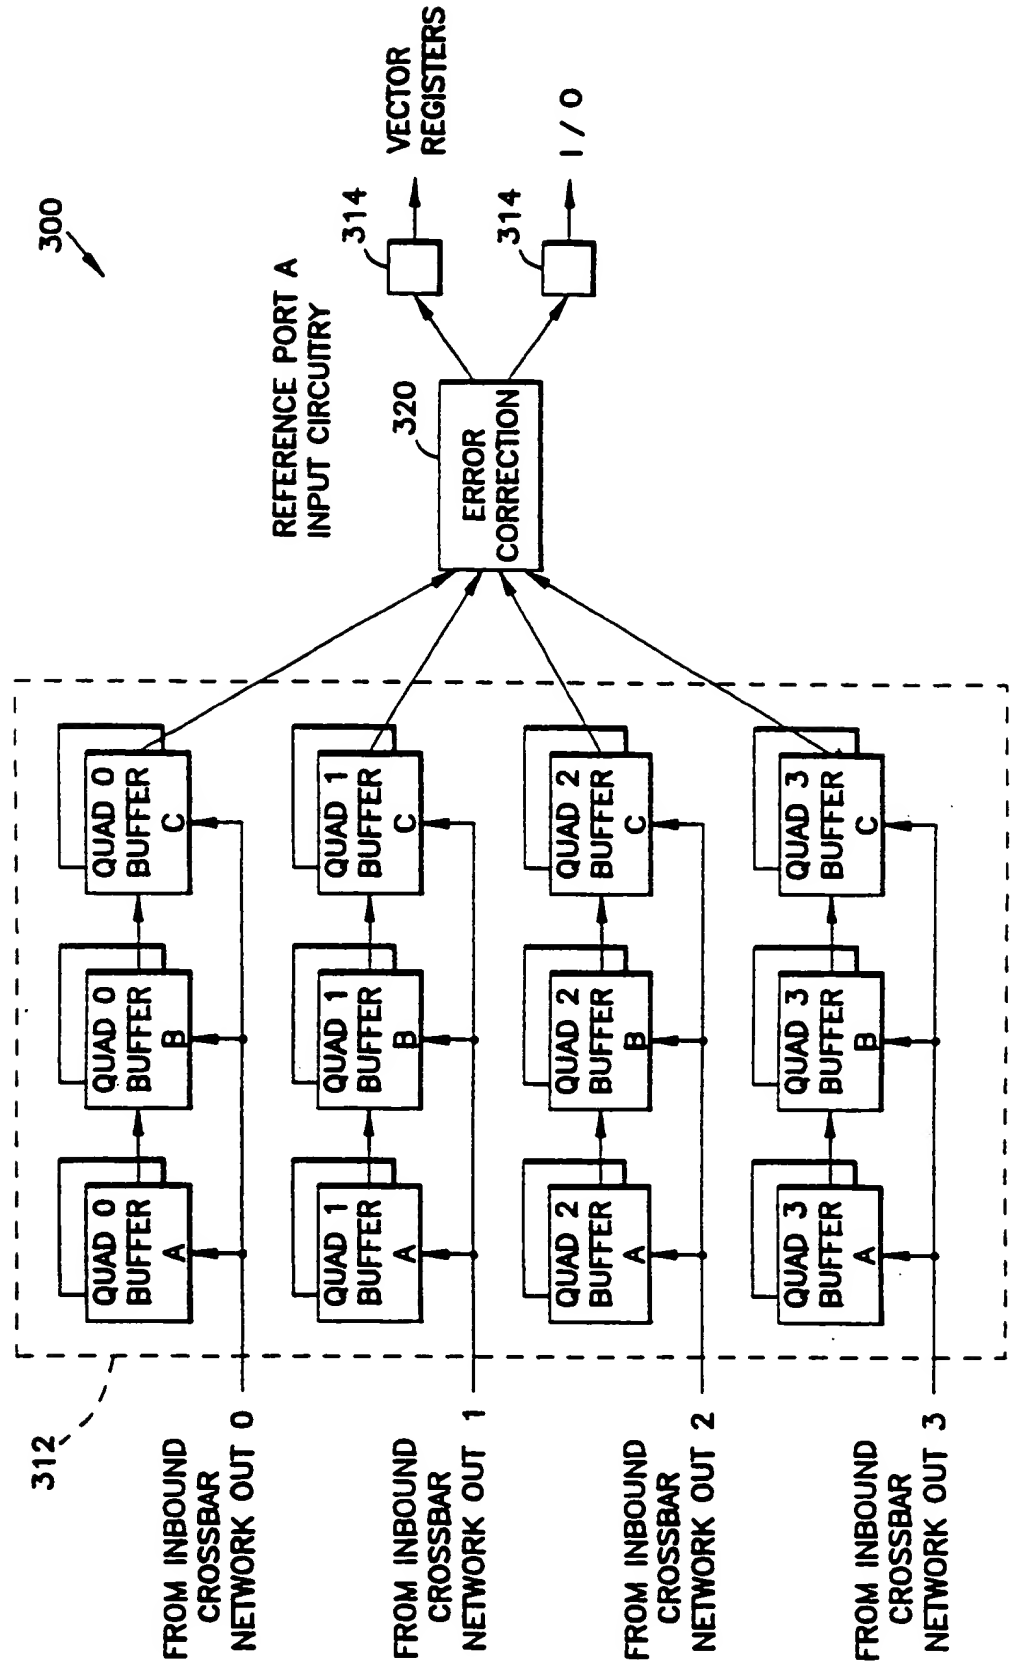 300
REFERENCE PORT A
INPUT CIRCUITRY
312
FROM INBOUND
CROSSBAR
NETWORK OUT 0
QUAD 0
BUFFER
A
QUAD 0
BUFFER
B
QUAD 0
BUFFER
C
FROM INBOUND
CROSSBAR
NETWORK OUT 1
QUAD 1
BUFFER
A
QUAD 1
BUFFER
B
QUAD 1
BUFFER
C
FROM INBOUND
CROSSBAR
NETWORK OUT 2
QUAD 2
BUFFER
A
QUAD 2
BUFFER
B
QUAD 2
BUFFER
C
FROM INBOUND
CROSSBAR
NETWORK OUT 3
QUAD 3
BUFFER
A
QUAD 3
BUFFER
B
QUAD 3
BUFFER
C
320
ERROR
CORRECTION
314
VECTOR
REGISTERS
314
I / O